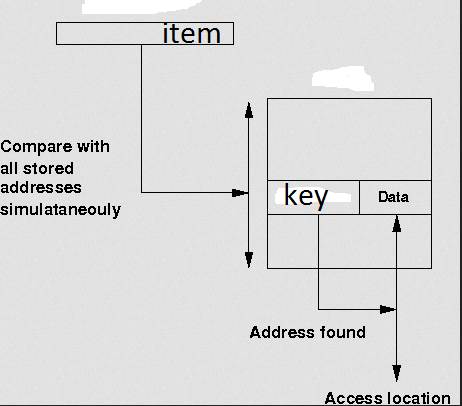 item
Compare with
all stored
addresses
simulataneouly
key
Data
Address found
Access location